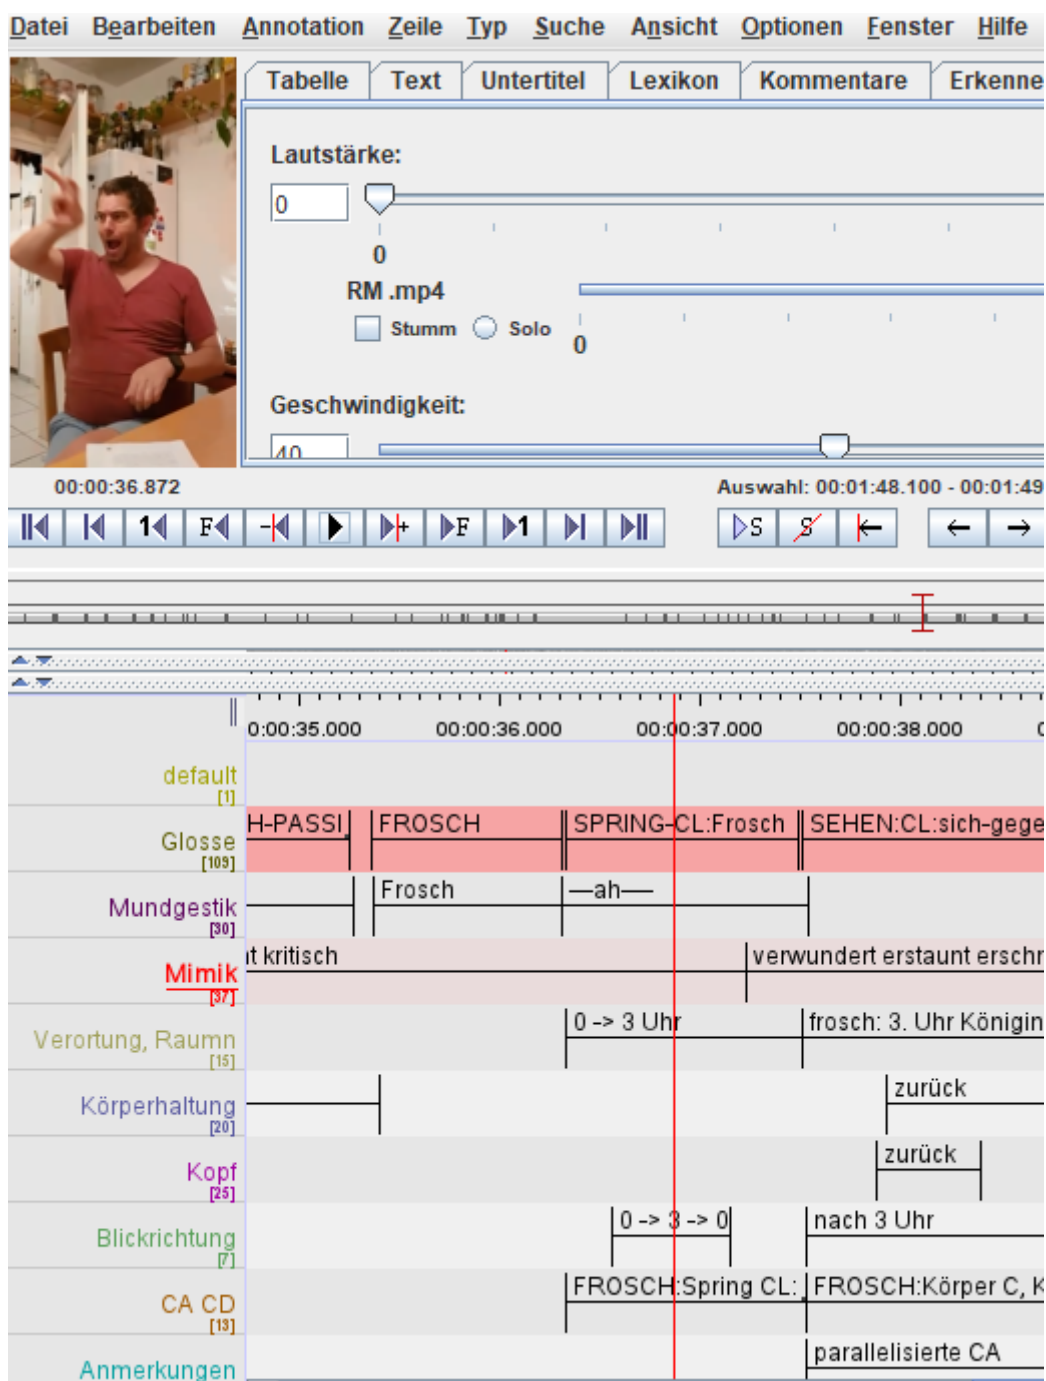 Datei Bearbeiten Annotation Zeile Typ Suche Ansicht Optionen Fenster Hilfe
Tabelle Text Untertitel Lexikon Kommentare Erkenne
Lautstärke:
0
0
RM .mp4
Stumm Solo
0
Geschwindigkeit:
40
00:00:36.872 Auswahl: 00:01:48.100 - 00:01:49
1 F + F 1 S S
0:00:35.000 00:00:36.000 00:00:37.000 00:00:38.000
default
[1]
Glosse H-PASSI FROSCH SPRING-CL:Frosch SEHEN:CL:sich-gege
[109]
Mundgestik Frosch —ah—
[30]
Mimik it kritisch verwundert erstaunt erschr
[37]
Verortung, Raumn 0 -> 3 Uhr frosch: 3. Uhr Königin
[15]
Körperhaltung zurück
[20]
Kopf zurück
[25]
Blickrichtung 0 -> 3 -> 0 nach 3 Uhr
[7]
CA CD FROSCH:Spring CL: FROSCH:Körper C, K
[13]
Anmerkungen parallelisierte CA